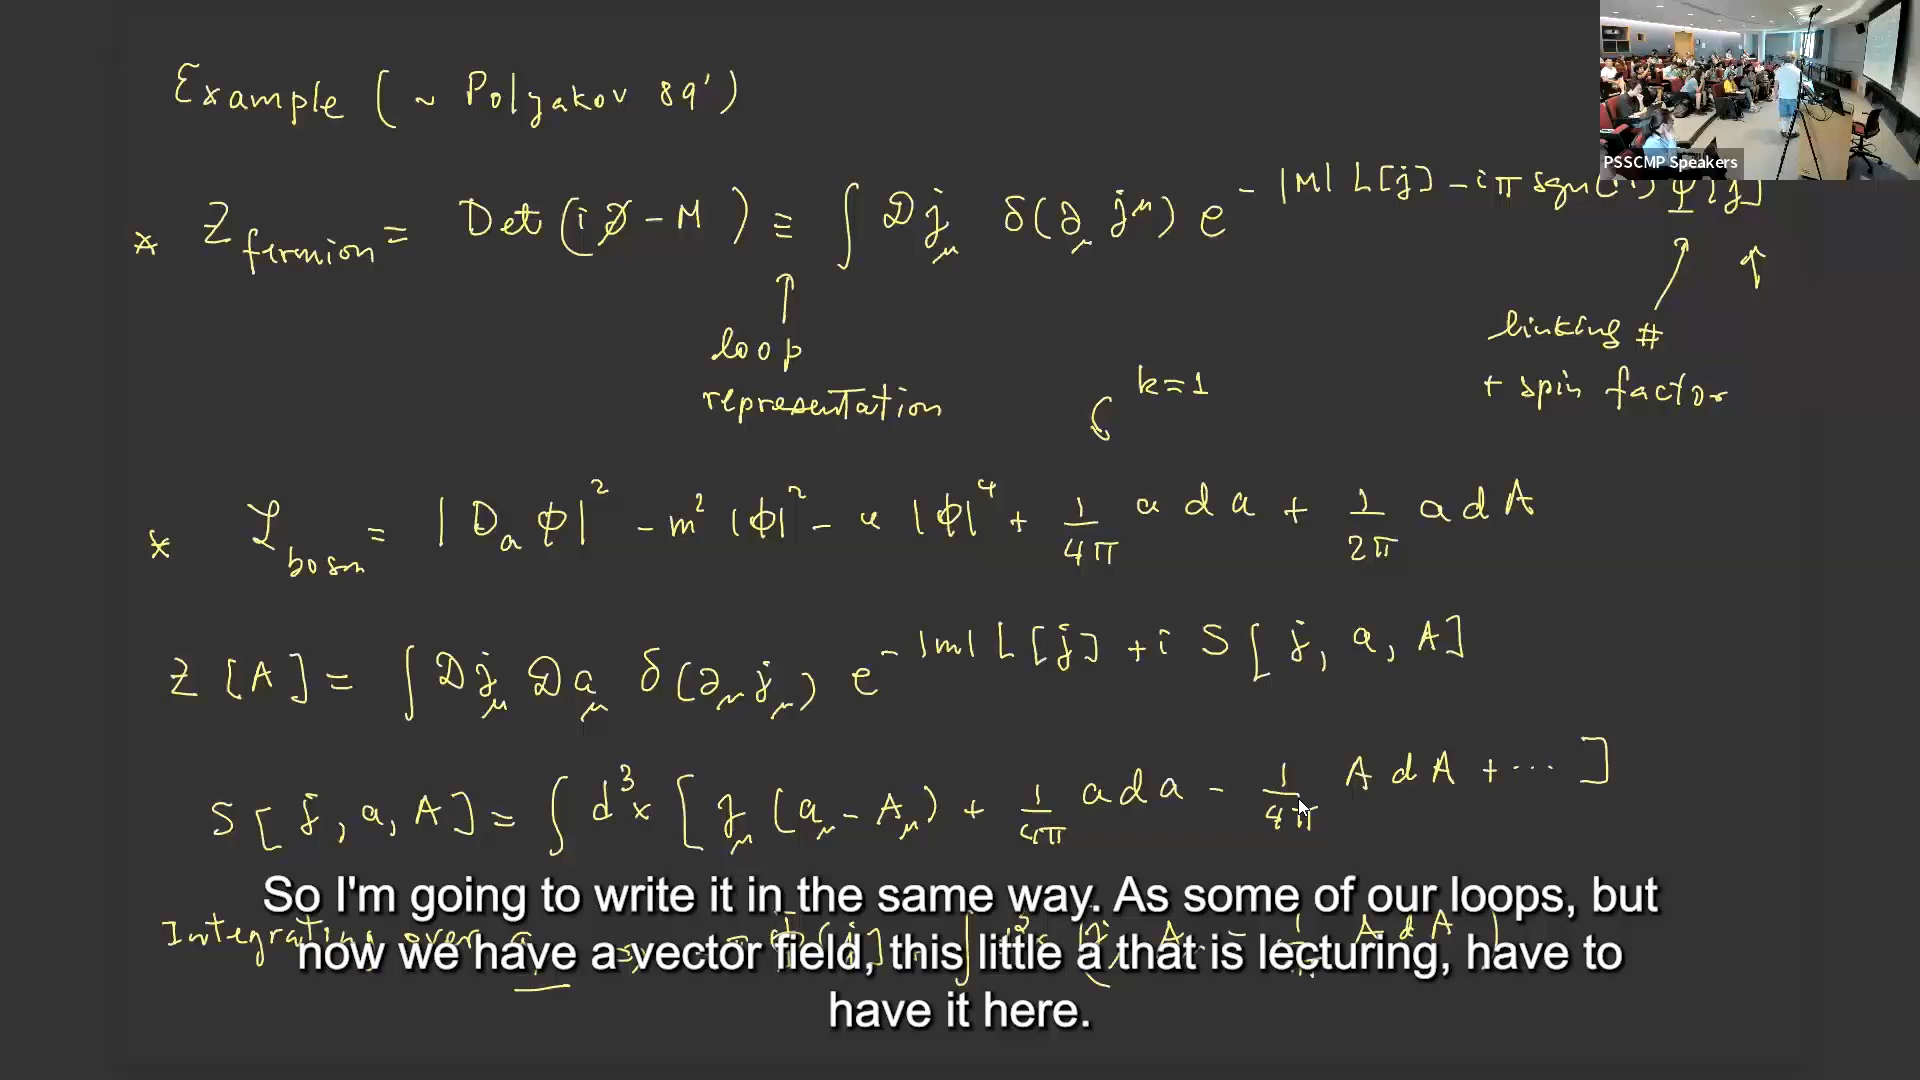 Example ( ~ Polyakov 89' )
PSSCMP Speakers
* Z_fermion = Det (i∂̸ - M) ≡ ∫ Dj_μ δ(∂_μ j^μ) e^{- |M| L[j] - iπ sgn( ) Φ[j]}
↑ loop representation
linking #
+ spin factor
k=1
* ℒ_boson = |D_a φ|² - m² |φ|² - u |φ|⁴ + 1/4π a d a + 1/2π a d A
Z [A] = ∫ Dj_μ Da_μ δ(∂_μ j_μ) e^{- |m| L[j] + i S[j, a, A]}
S[j, a, A] = ∫ d³x [ j_μ (a_μ - A_μ) + 1/4π a d a - 1/4π A d A + ... ]
Integrating over a
So I'm going to write it in the same way. As some of our loops, but
now we have a vector field, this little a that is lecturing, have to
have it here.